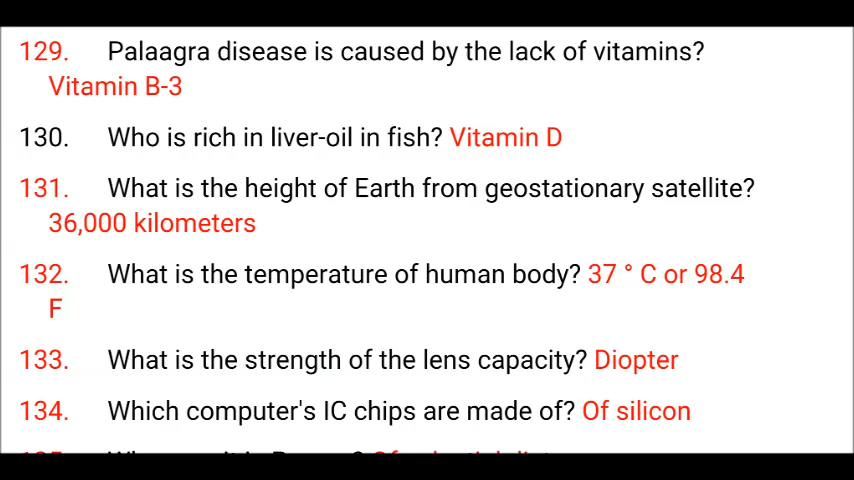 129. Palaagra disease is caused by the lack of vitamins?
Vitamin B-3
130. Who is rich in liver-oil in fish? Vitamin D
131. What is the height of Earth from geostationary satellite?
36,000 kilometers
132. What is the temperature of human body? 37 ° C or 98.4
F
133. What is the strength of the lens capacity? Diopter
134. Which computer's IC chips are made of? Of silicon